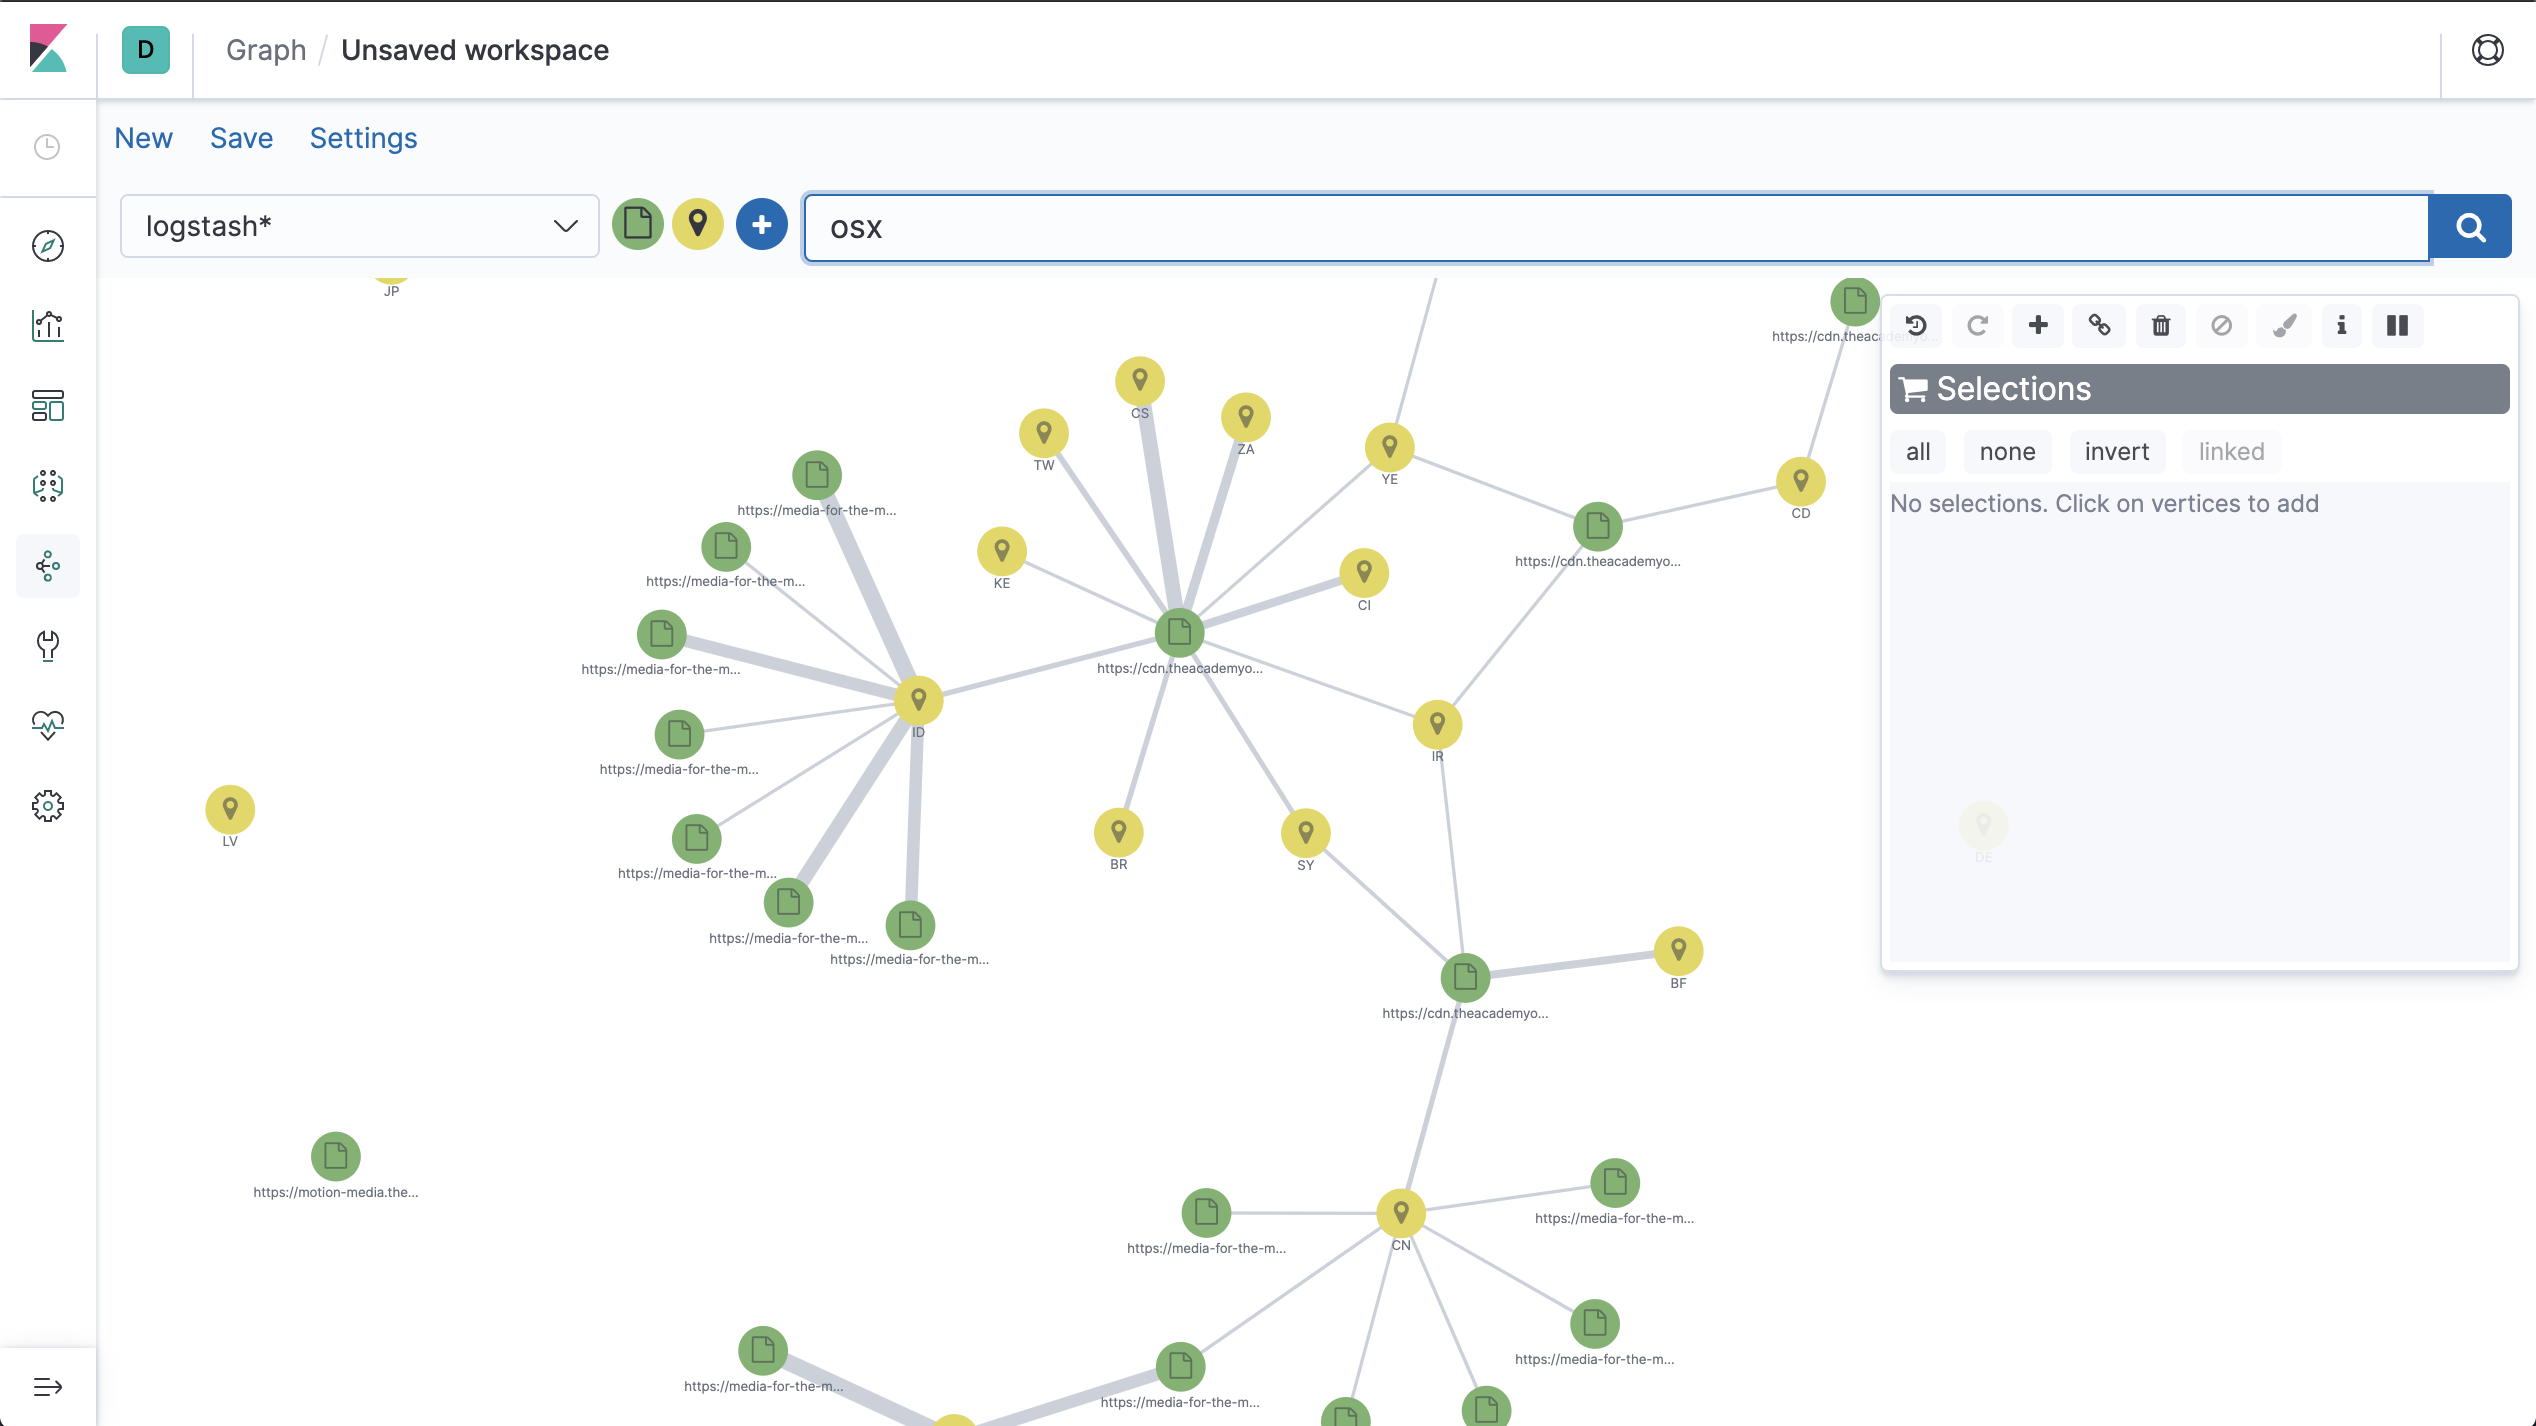 D
Graph / Unsaved workspace
New Save Settings
logstash*
osx
JP
https://cdn.theacademyo...
Selections
all none invert linked
No selections. Click on vertices to add
CS
ZA
TW
YE
CD
https://media-for-the-m...
https://cdn.theacademyo...
https://media-for-the-m...
KE
CI
https://media-for-the-m...
https://cdn.theacademyo...
ID
IR
https://media-for-the-m...
LV
DE
BR
SY
https://media-for-the-m...
https://media-for-the-m...
https://media-for-the-m...
BF
https://cdn.theacademyo...
https://motion-media.the...
https://media-for-the-m...
CN
https://media-for-the-m...
https://media-for-the-m...
https://media-for-the-m...
https://media-for-the-m...